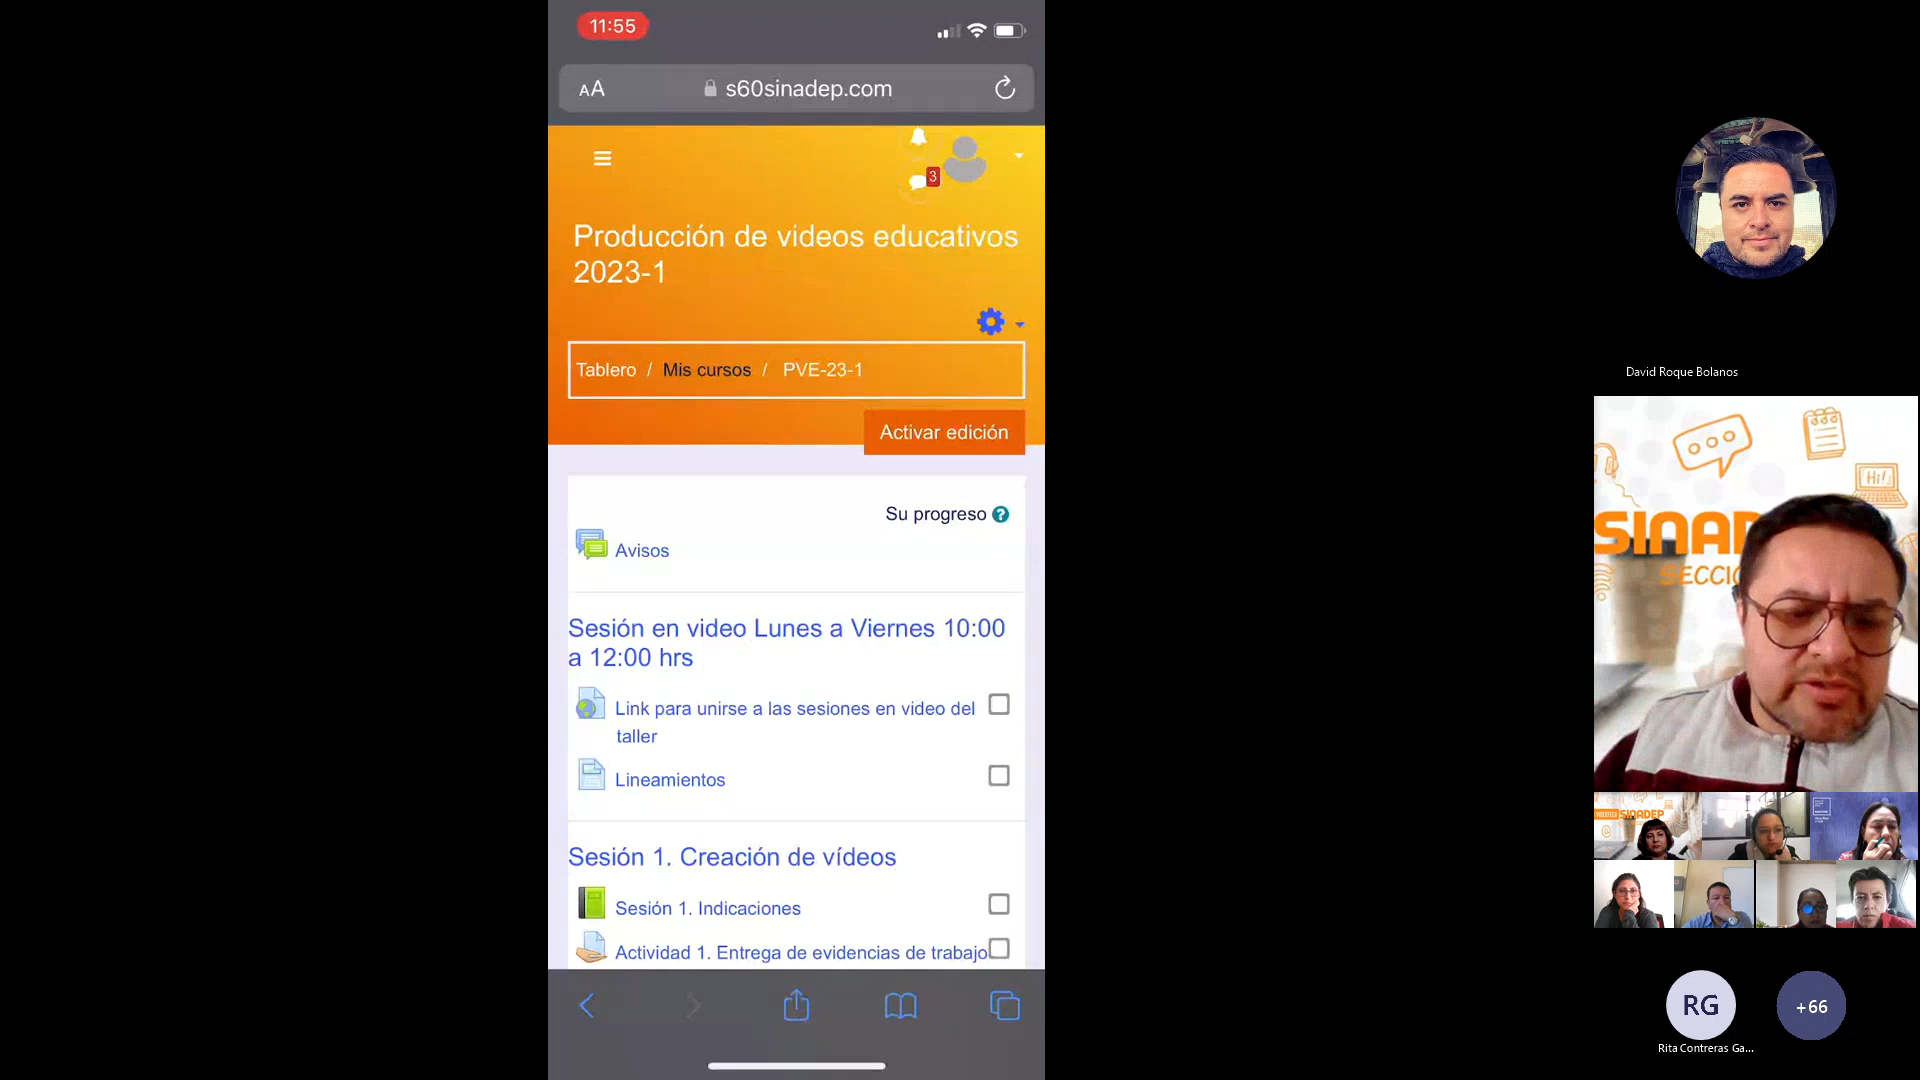 11:55
AA
s60sinadep.com
3
Producción de videos educativos
2023-1
Tablero / Mis cursos / PVE-23-1
Activar edición
Su progreso
Avisos
Sesión en video Lunes a Viernes 10:00
a 12:00 hrs
Link para unirse a las sesiones en video del
taller
Lineamientos
Sesión 1. Creación de vídeos
Sesión 1. Indicaciones
Actividad 1. Entrega de evidencias de trabajo
David Roque Bolanos
Hi!
SINAD
SECCIO
SINADEP
RG
+66
Rita Contreras Ga...